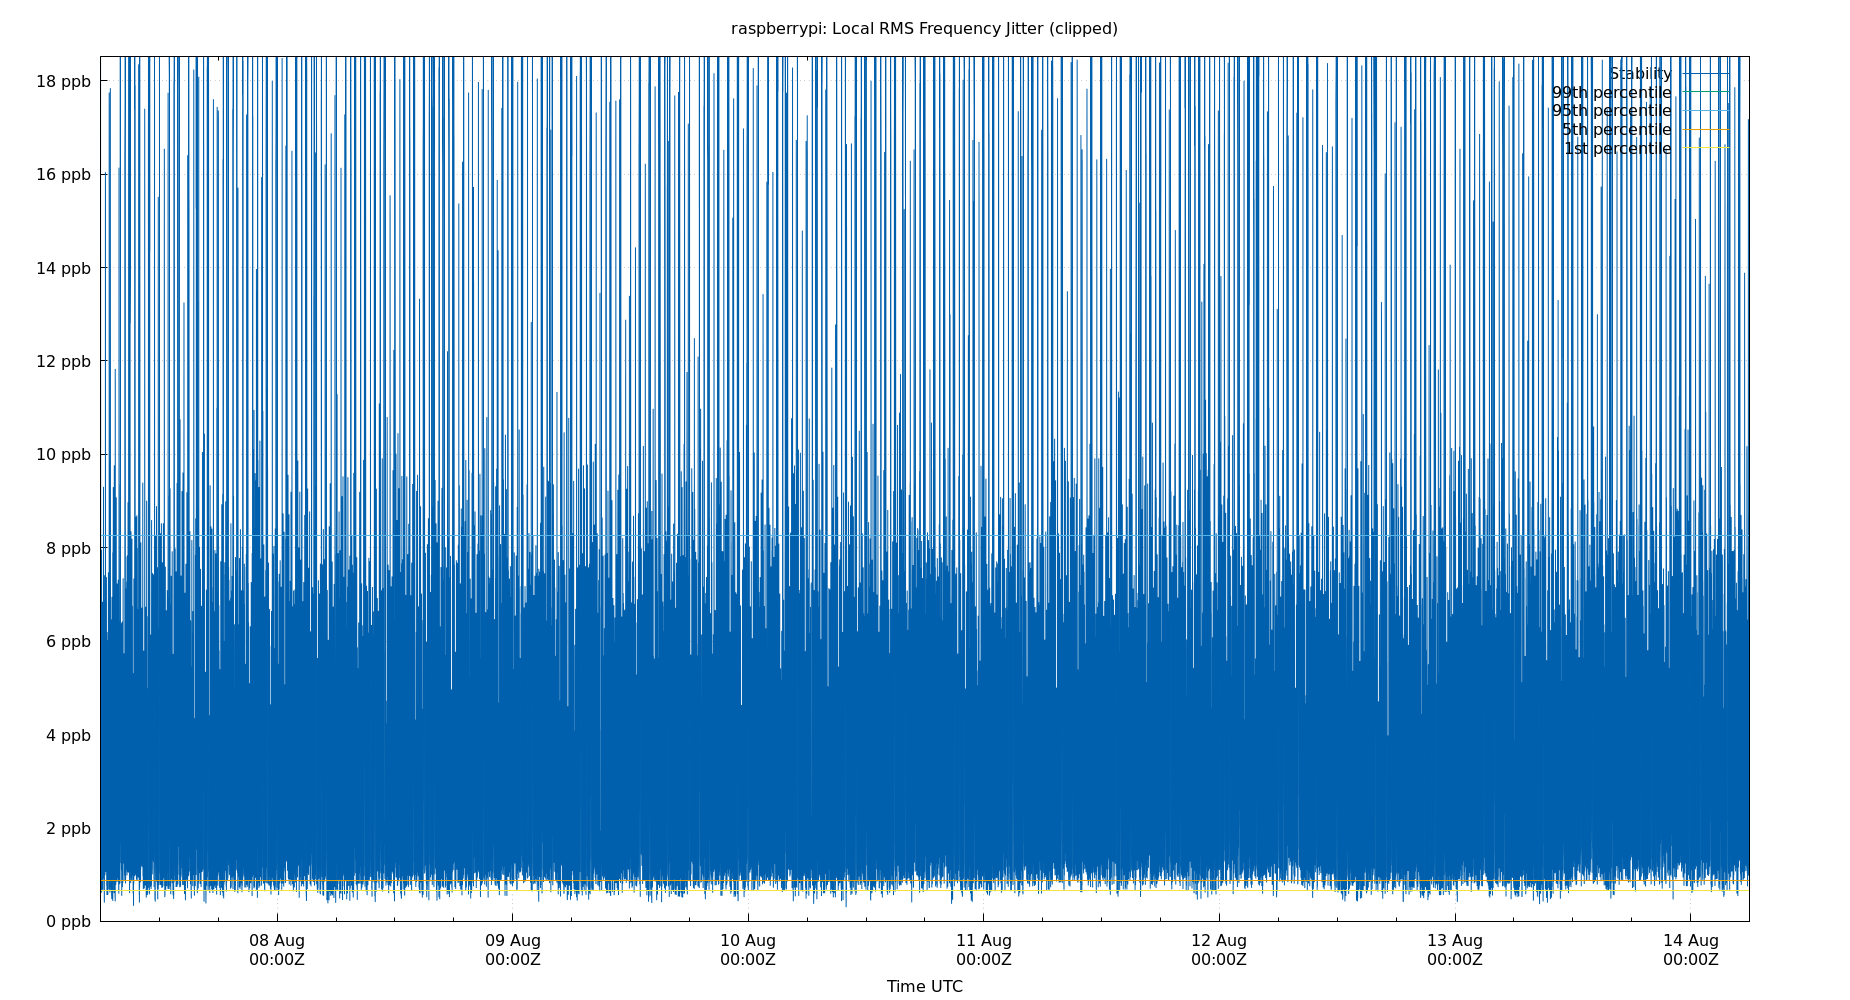 raspberrypi: Local RMS Frequency Jitter (clipped)
18 ppb
16 ppb
14 ppb
12 ppb
10 ppb
8 ppb
6 ppb
4 ppb
2 ppb
0 ppb
Stability
99th percentile
95th percentile
5th percentile
1st percentile
08 Aug
00:00Z
09 Aug
00:00Z
10 Aug
00:00Z
11 Aug
00:00Z
12 Aug
00:00Z
13 Aug
00:00Z
14 Aug
00:00Z
Time UTC